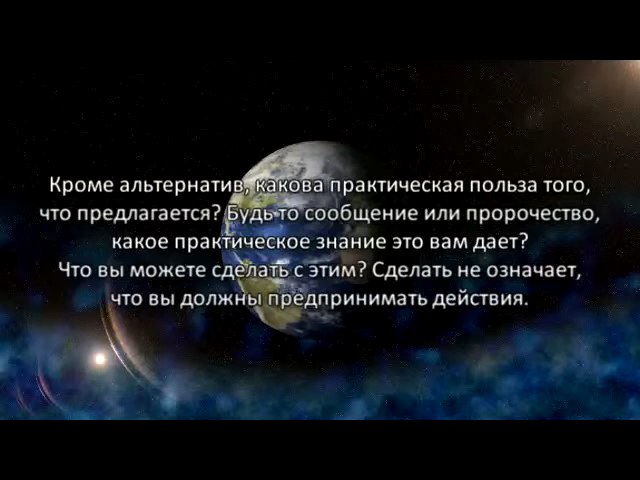 Кроме альтернатив, какова практическая польза того,
что предлагается? Будь то сообщение или пророчество,
какое практическое знание это вам дает?
Что вы можете сделать с этим? Сделать не означает,
что вы должны предпринимать действия.